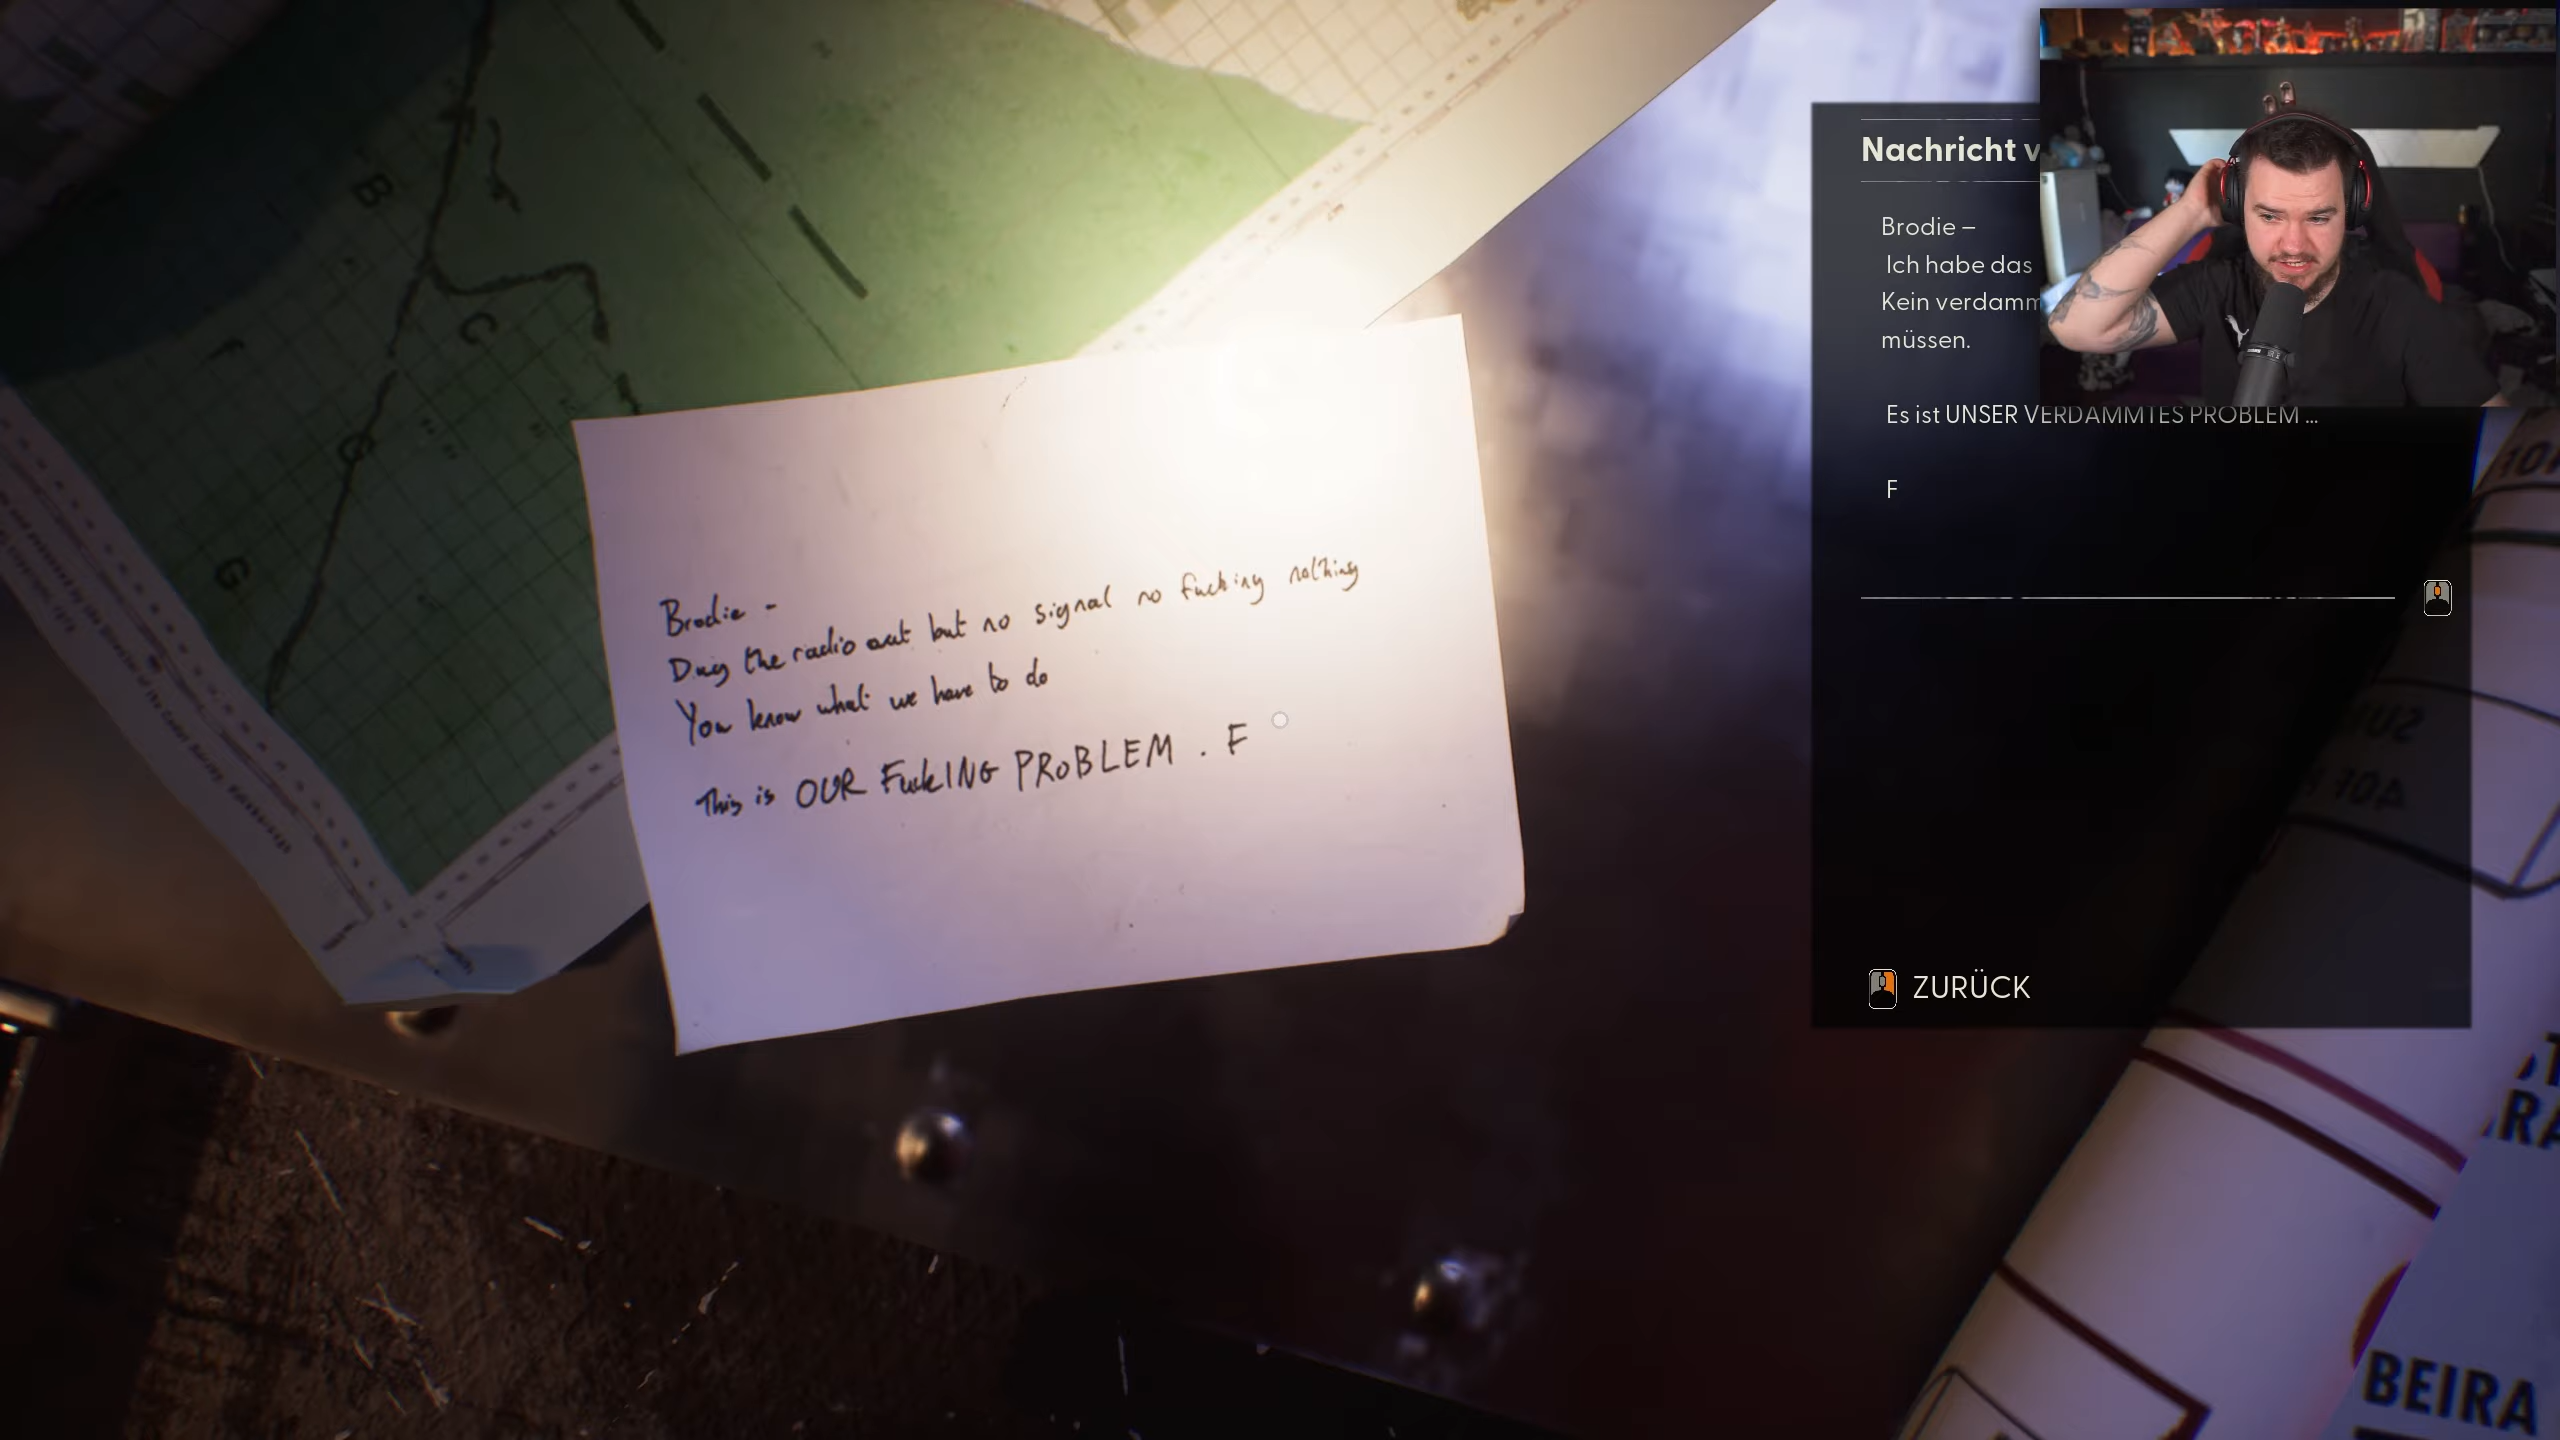 Brodie -
Dug the radio out but no signal no fucking nothing
You know what we have to do
This is OUR FuckING PROBLEM . F
Nachricht v
Brodie –
Ich habe das
Kein verdamm
müssen.
Es ist UNSER VERDAMMTES PROBLEM ...
F
ZURÜCK
B
C
G
G
BEIRA